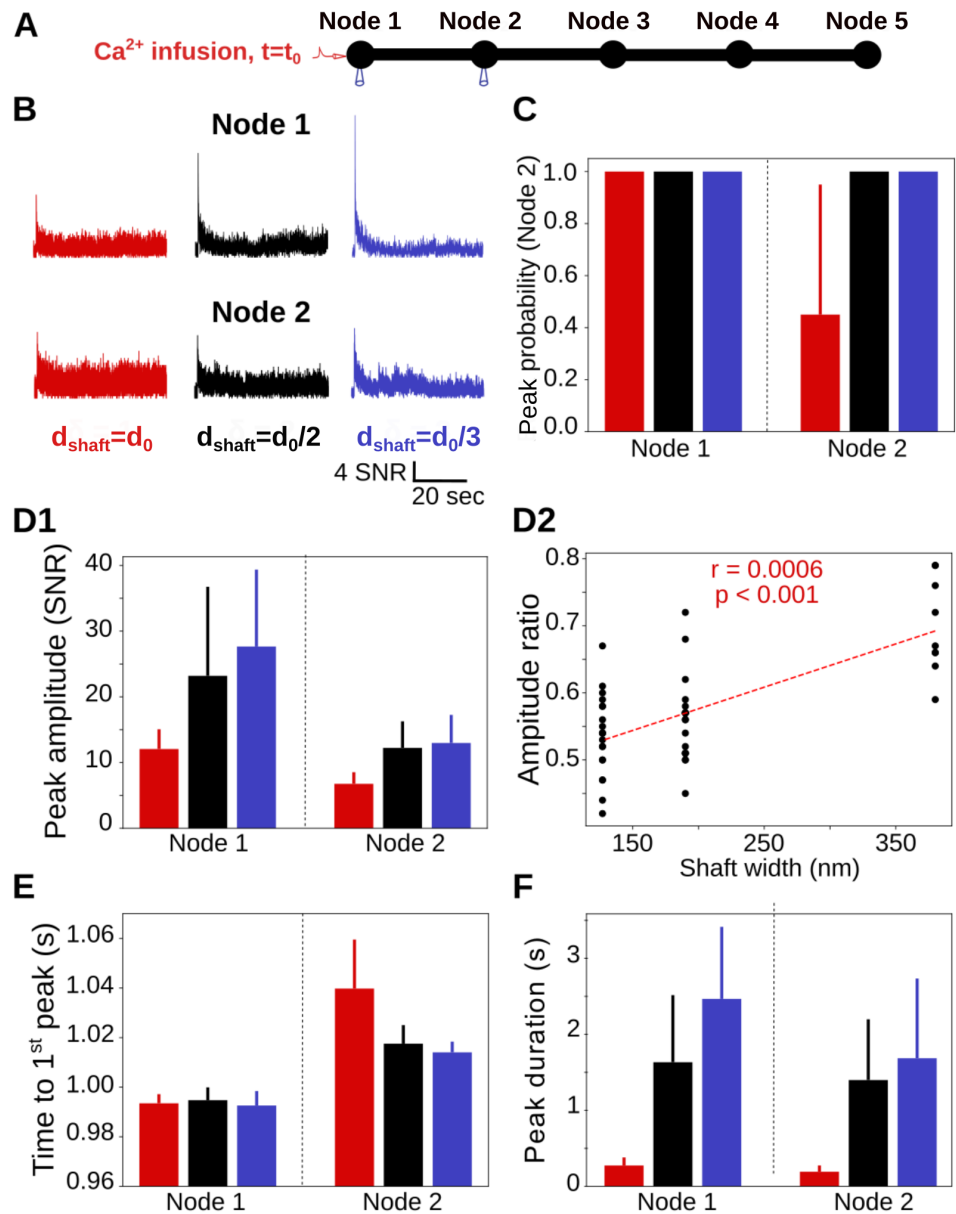 A
Node 1 Node 2 Node 3 Node 4 Node 5
Ca²⁺ infusion, t=t₀
B
Node 1
Node 2
d_shaft=d₀ d_shaft=d₀/2 d_shaft=d₀/3
4 SNR
20 sec
C
Peak probability (Node 2)
1.0
0.8
0.6
0.4
0.2
0.0
Node 1 Node 2
D1
Peak amplitude (SNR)
40
30
20
10
0
Node 1 Node 2
D2
Ampitude ratio
0.8
0.7
0.6
0.5
r = 0.0006
p < 0.001
150 250 350
Shaft width (nm)
E
Time to 1ˢᵗ peak (s)
1.06
1.04
1.02
1.00
0.98
0.96
Node 1 Node 2
F
Peak duration (s)
3
2
1
0
Node 1 Node 2